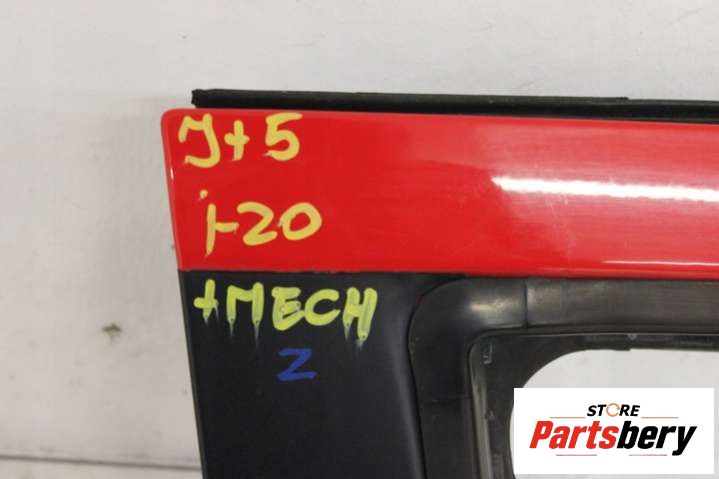 J+5
i-20
+MECH
Z
STORE
Partsbery